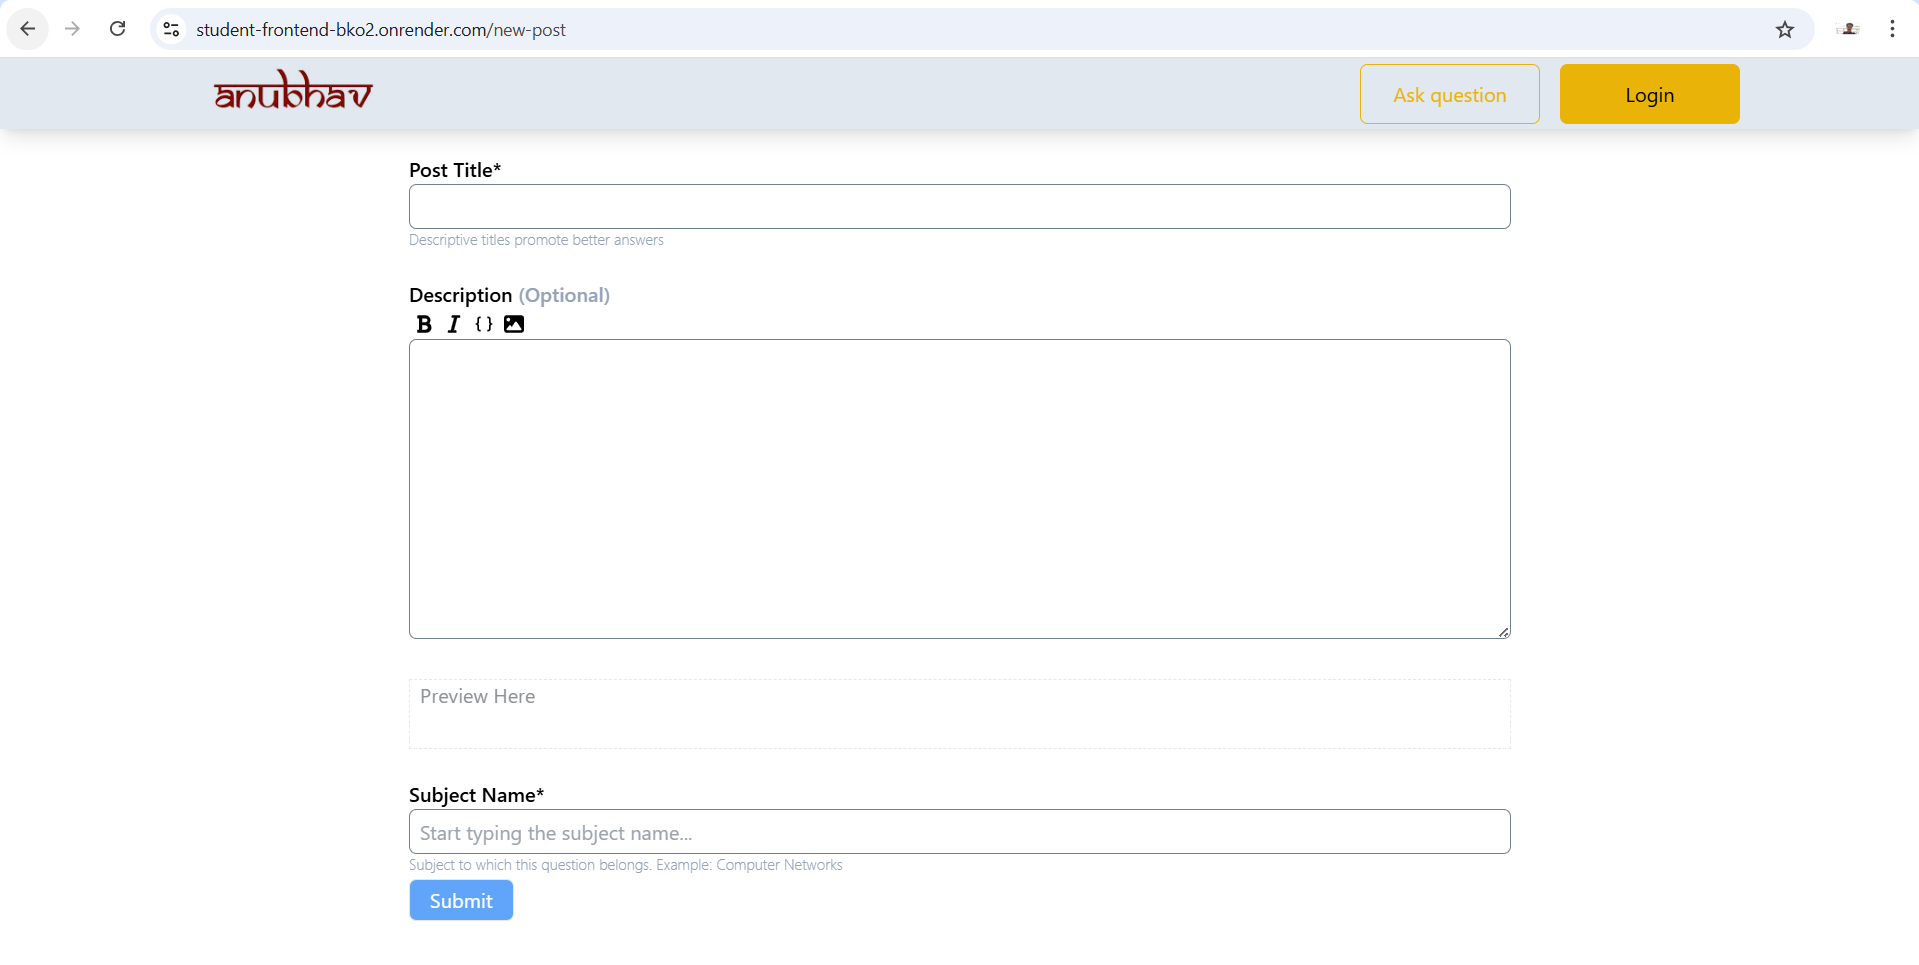 student-frontend-bko2.onrender.com/new-post
anubhav
Ask question
Login
Post Title*
Descriptive titles promote better answers
Description (Optional)
B I { }
Preview Here
Subject Name*
Start typing the subject name...
Subject to which this question belongs. Example: Computer Networks
Submit